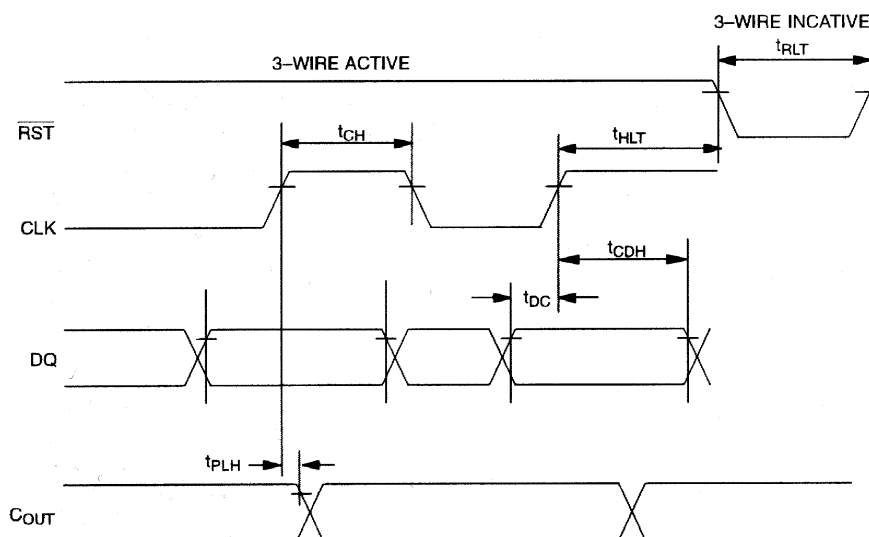 3–WIRE INCATIVE
tRLT
3–WIRE ACTIVE
RST
tCH
tHLT
CLK
tCDH
tDC
DQ
tPLH
COUT